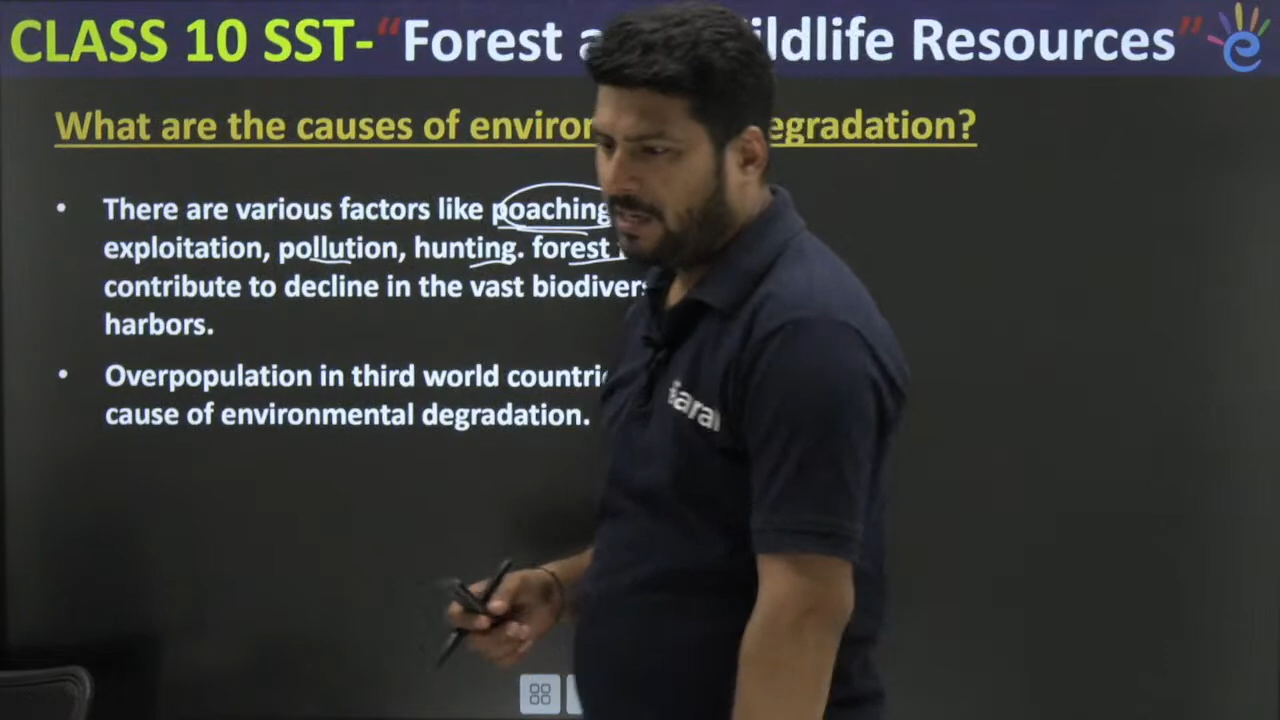 CLASS 10 SST-"Forest a ildlife Resources"
What are the causes of environ egradation?
• There are various factors like poaching
exploitation, pollution, hunting. forest
contribute to decline in the vast biodivers
harbors.
• Overpopulation in third world countri
cause of environmental degradation.
iara